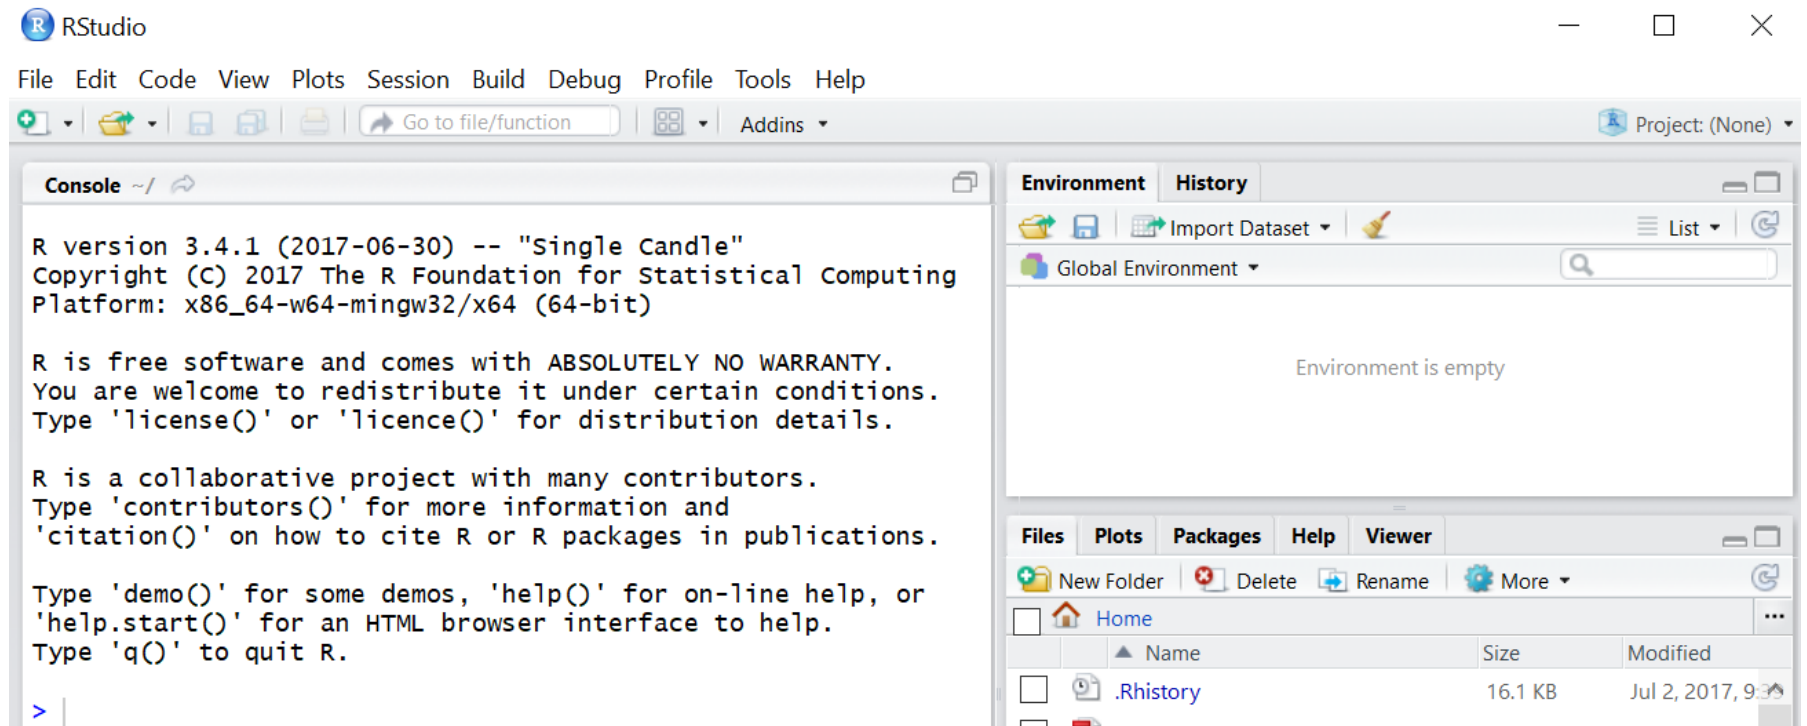 RStudio
File Edit Code View Plots Session Build Debug Profile Tools Help
Go to file/function Addins Project: (None)
Console ~/
R version 3.4.1 (2017-06-30) -- "Single Candle"
Copyright (C) 2017 The R Foundation for Statistical Computing
Platform: x86_64-w64-mingw32/x64 (64-bit)
R is free software and comes with ABSOLUTELY NO WARRANTY.
You are welcome to redistribute it under certain conditions.
Type 'license()' or 'licence()' for distribution details.
R is a collaborative project with many contributors.
Type 'contributors()' for more information and
'citation()' on how to cite R or R packages in publications.
Type 'demo()' for some demos, 'help()' for on-line help, or
'help.start()' for an HTML browser interface to help.
Type 'q()' to quit R.
>
Environment History
Import Dataset List
Global Environment
Environment is empty
Files Plots Packages Help Viewer
New Folder Delete Rename More
Home ...
Name Size Modified
.Rhistory 16.1 KB Jul 2, 2017,